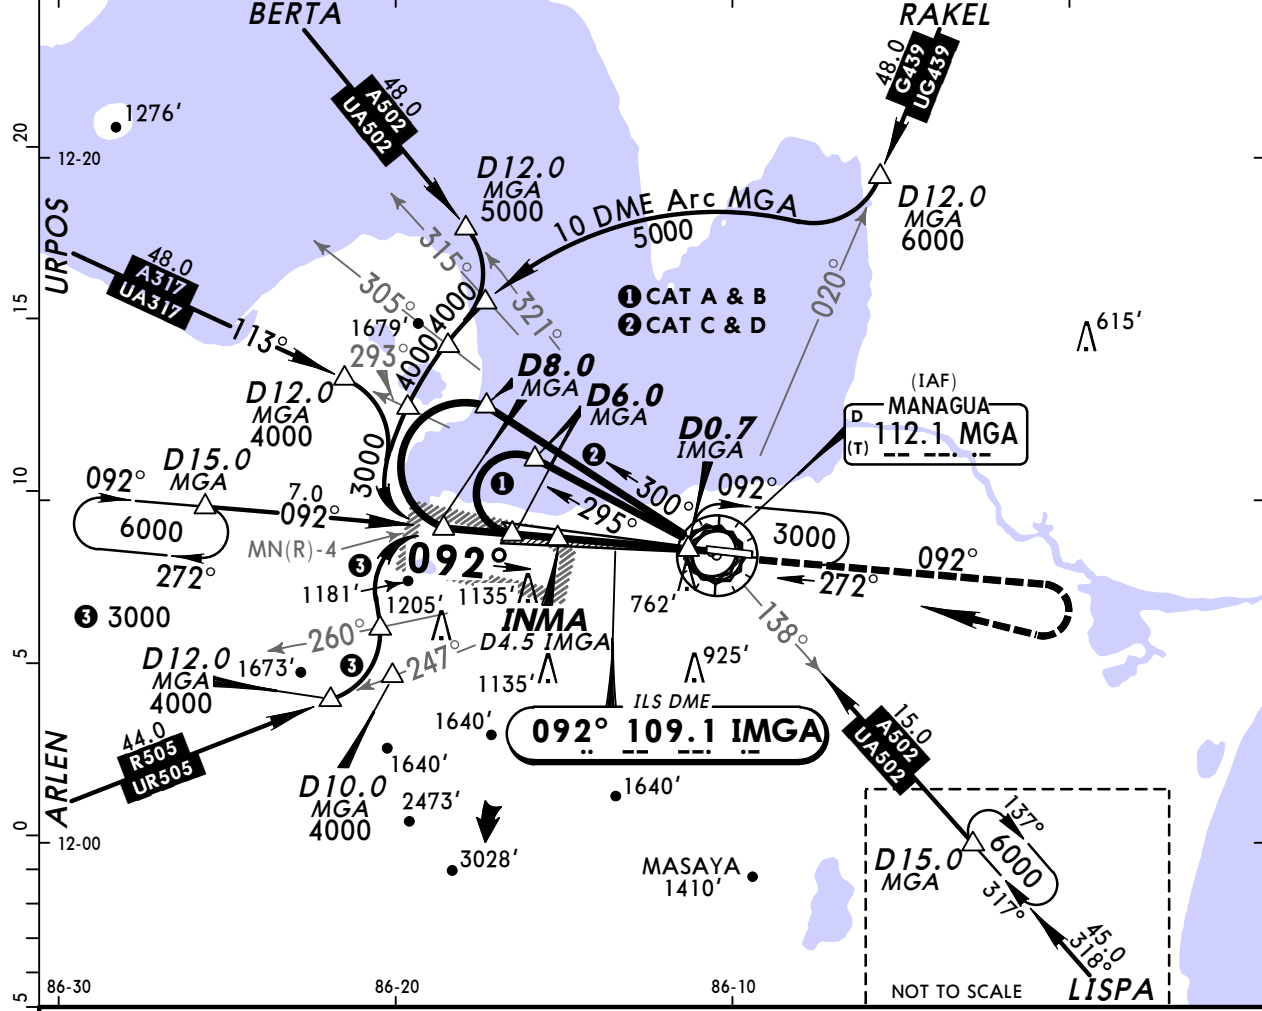 BERTA
RAKEL
48.0
A502
UA502
48.0
G439
UG439
1276'
20
12-20
D12.0
MGA
5000
D12.0
MGA
6000
10 DME Arc MGA
5000
URPOS
48.0
A317
UA317
113°
315°
305°
321°
020°
15
1679'
4000
4000
293°
1 CAT A & B
2 CAT C & D
615'
D12.0
MGA
4000
D8.0
MGA
D6.0
MGA
D0.7
IMGA
(IAF)
MANAGUA
D
(T)
112.1 MGA
3000
10
D15.0
MGA
092°
6000
272°
7.0
092°
MN(R)-4
1
2
300°
295°
092°
3000
092°
272°
092°
3
1181'
1205'
1135'
INMA
D4.5 IMGA
762'
3 3000
260°
247°
3
138°
5
D12.0
MGA
4000
1673'
1135'
925'
ILS DME
092° 109.1 IMGA
ARLEN
44.0
R505
UR505
1640'
1640'
1640'
D10.0
MGA
4000
2473'
3028'
15.0
A502
UA502
0
12-00
MASAYA
1410'
D15.0
MGA
137°
6000
317°
45.0
318°
LISPA
NOT TO SCALE
5
86-30
86-20
86-10